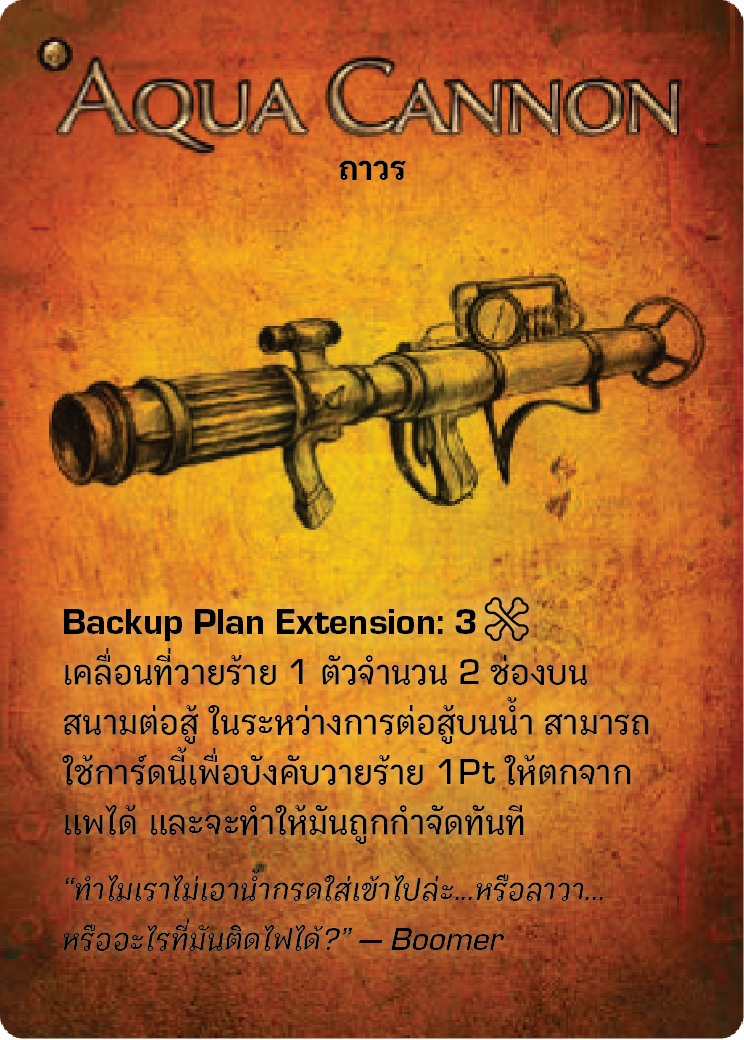 AQUA CANNON
ถาวร
Backup Plan Extension: 3
เคลื่อนที่วายร้าย 1 ตัวจำนวน 2 ช่องบน
สนามต่อสู้ ในระหว่างการต่อสู้บนน้ำ สามารถ
ใช้การ์ดนี้เพื่อบังคับวายร้าย 1Pt ให้ตกจาก
แพได้ และจะทำให้มันถูกกำจัดทันที
“ทำไมเราไม่เอาน้ำกรดใส่เข้าไปล่ะ...หรือลาวา...
หรืออะไรที่มันติดไฟได้?” — Boomer